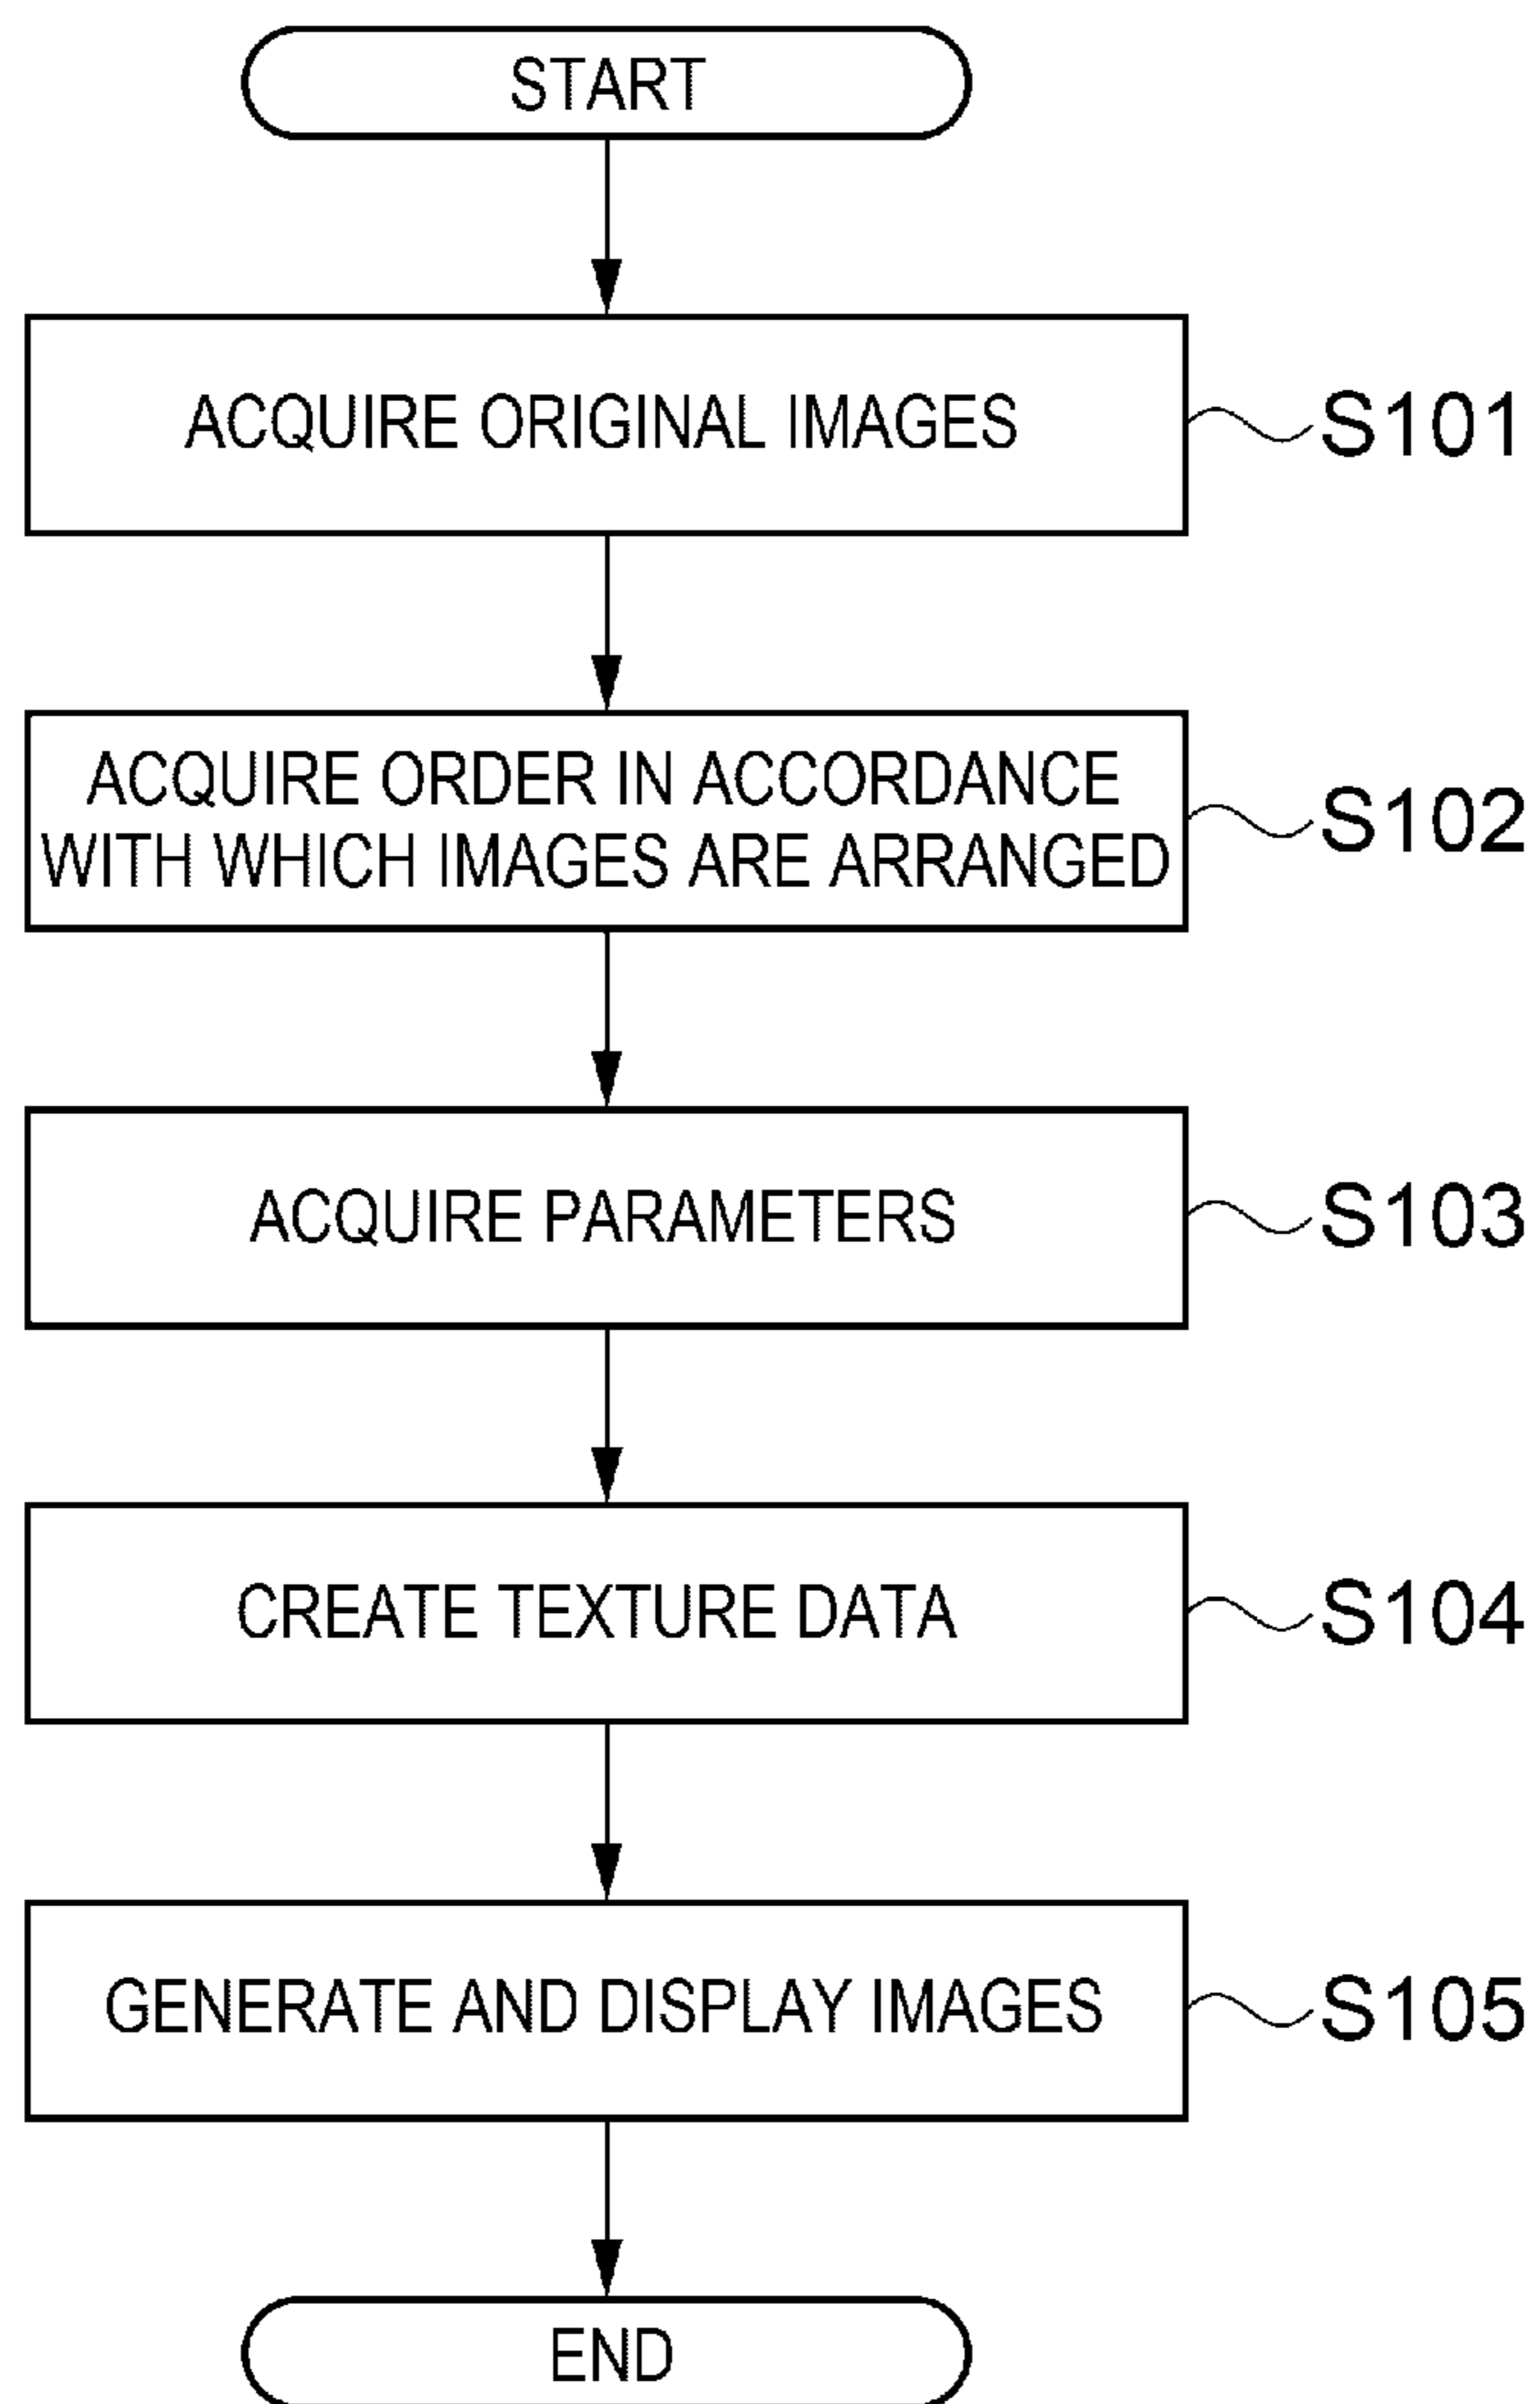 START
ACQUIRE ORIGINAL IMAGES
S101
ACQUIRE ORDER IN ACCORDANCE
WITH WHICH IMAGES ARE ARRANGED
S102
ACQUIRE PARAMETERS
S103
CREATE TEXTURE DATA
S104
GENERATE AND DISPLAY IMAGES
S105
END